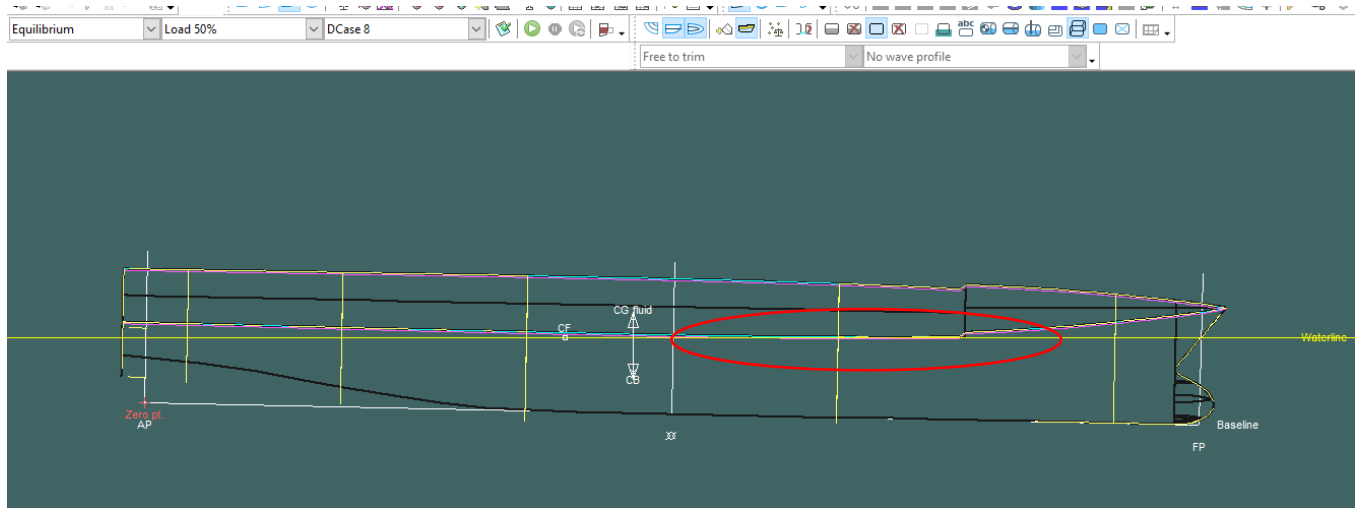 Equilibrium Load 50% DCase 8 abc
Free to trim No wave profile
CG fluid
CF
Waterline
CB
Zero pt.
AP
Baseline
FP